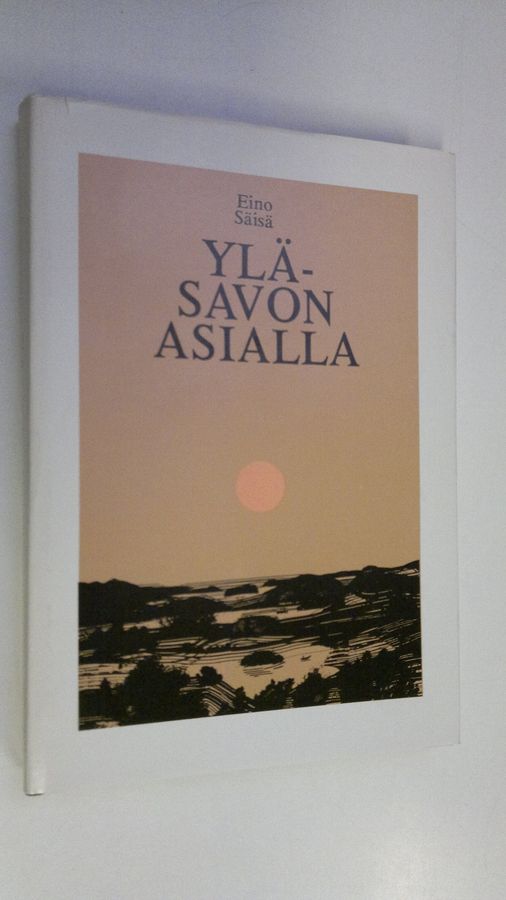 Eino
Säisä
YLÄ-
SAVON
ASIALLA